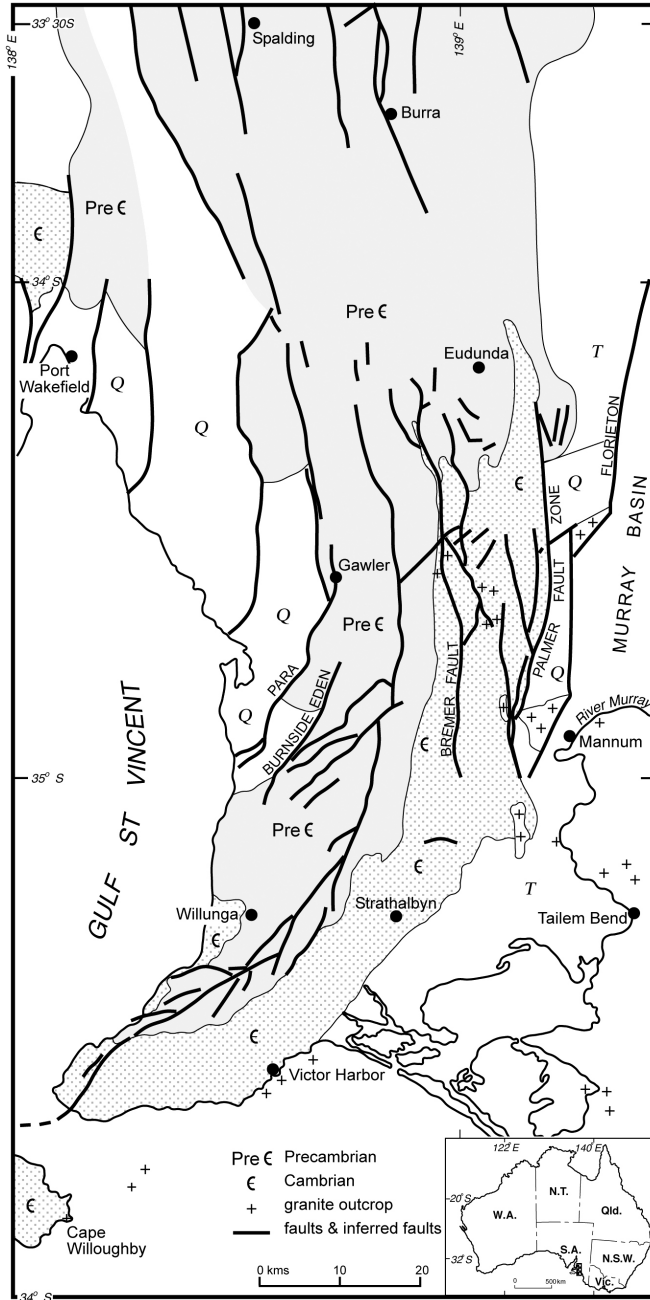 33° 30S
138° E
139° E
Spalding
Burra
Pre Є
Є
34° S
Pre Є
Eudunda
T
Port
Wakefield
Q
Q
FLORIETON
Є
Q
ZONE
MURRAY BASIN
Gawler
FAULT
Q
Pre Є
PALMER
PARA
EDEN
BURNSIDE
BREMER FAULT
Q
Q
River Murray
Mannum
GULF ST VINCENT
Є
35° S
Pre Є
Є
T
Willunga
Strathalbyn
Tailem Bend
Є
Є
Victor Harbor
Pre Є Precambrian
Є Cambrian
+ granite outcrop
faults & inferred faults
Є
Cape
Willoughby
0 kms 10 20
34° S
122° E 140° E
20° S
32° S
W.A.
N.T.
Qld.
S.A.
N.S.W.
Vic.
0 500km